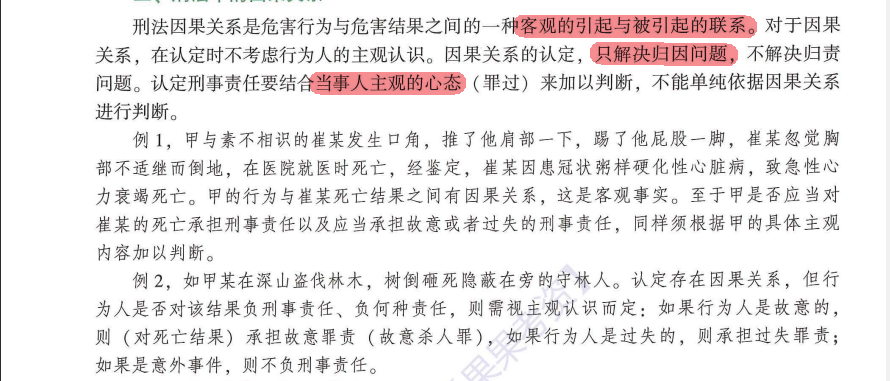 刑法因果关系是危害行为与危害结果之间的一种客观的引起与被引起的联系。对于因果
关系，在认定时不考虑行为人的主观认识。因果关系的认定，只解决归因问题，不解决归责
问题。认定刑事责任要结合当事人主观的心态（罪过）来加以判断，不能单纯依据因果关系
进行判断。
例 1，甲与素不相识的崔某发生口角，推了他肩部一下，踢了他屁股一脚，崔某忽觉胸
部不适继而倒地，在医院就医时死亡，经鉴定，崔某因患冠状粥样硬化性心脏病，致急性心
力衰竭死亡。甲的行为与崔某死亡结果之间有因果关系，这是客观事实。至于甲是否应当对
崔某的死亡承担刑事责任以及应当承担故意或者过失的刑事责任，同样须根据甲的具体主观
内容加以判断。
例 2，如甲某在深山盗伐林木，树倒砸死隐蔽在旁的守林人。认定存在因果关系，但行
为人是否对该结果负刑事责任、负何种责任，则需视主观认识而定：如果行为人是故意的，
则（对死亡结果）承担故意罪责（故意杀人罪），如果行为人是过失的，则承担过失罪责；
如果是意外事件，则不负刑事责任。
果果考资】